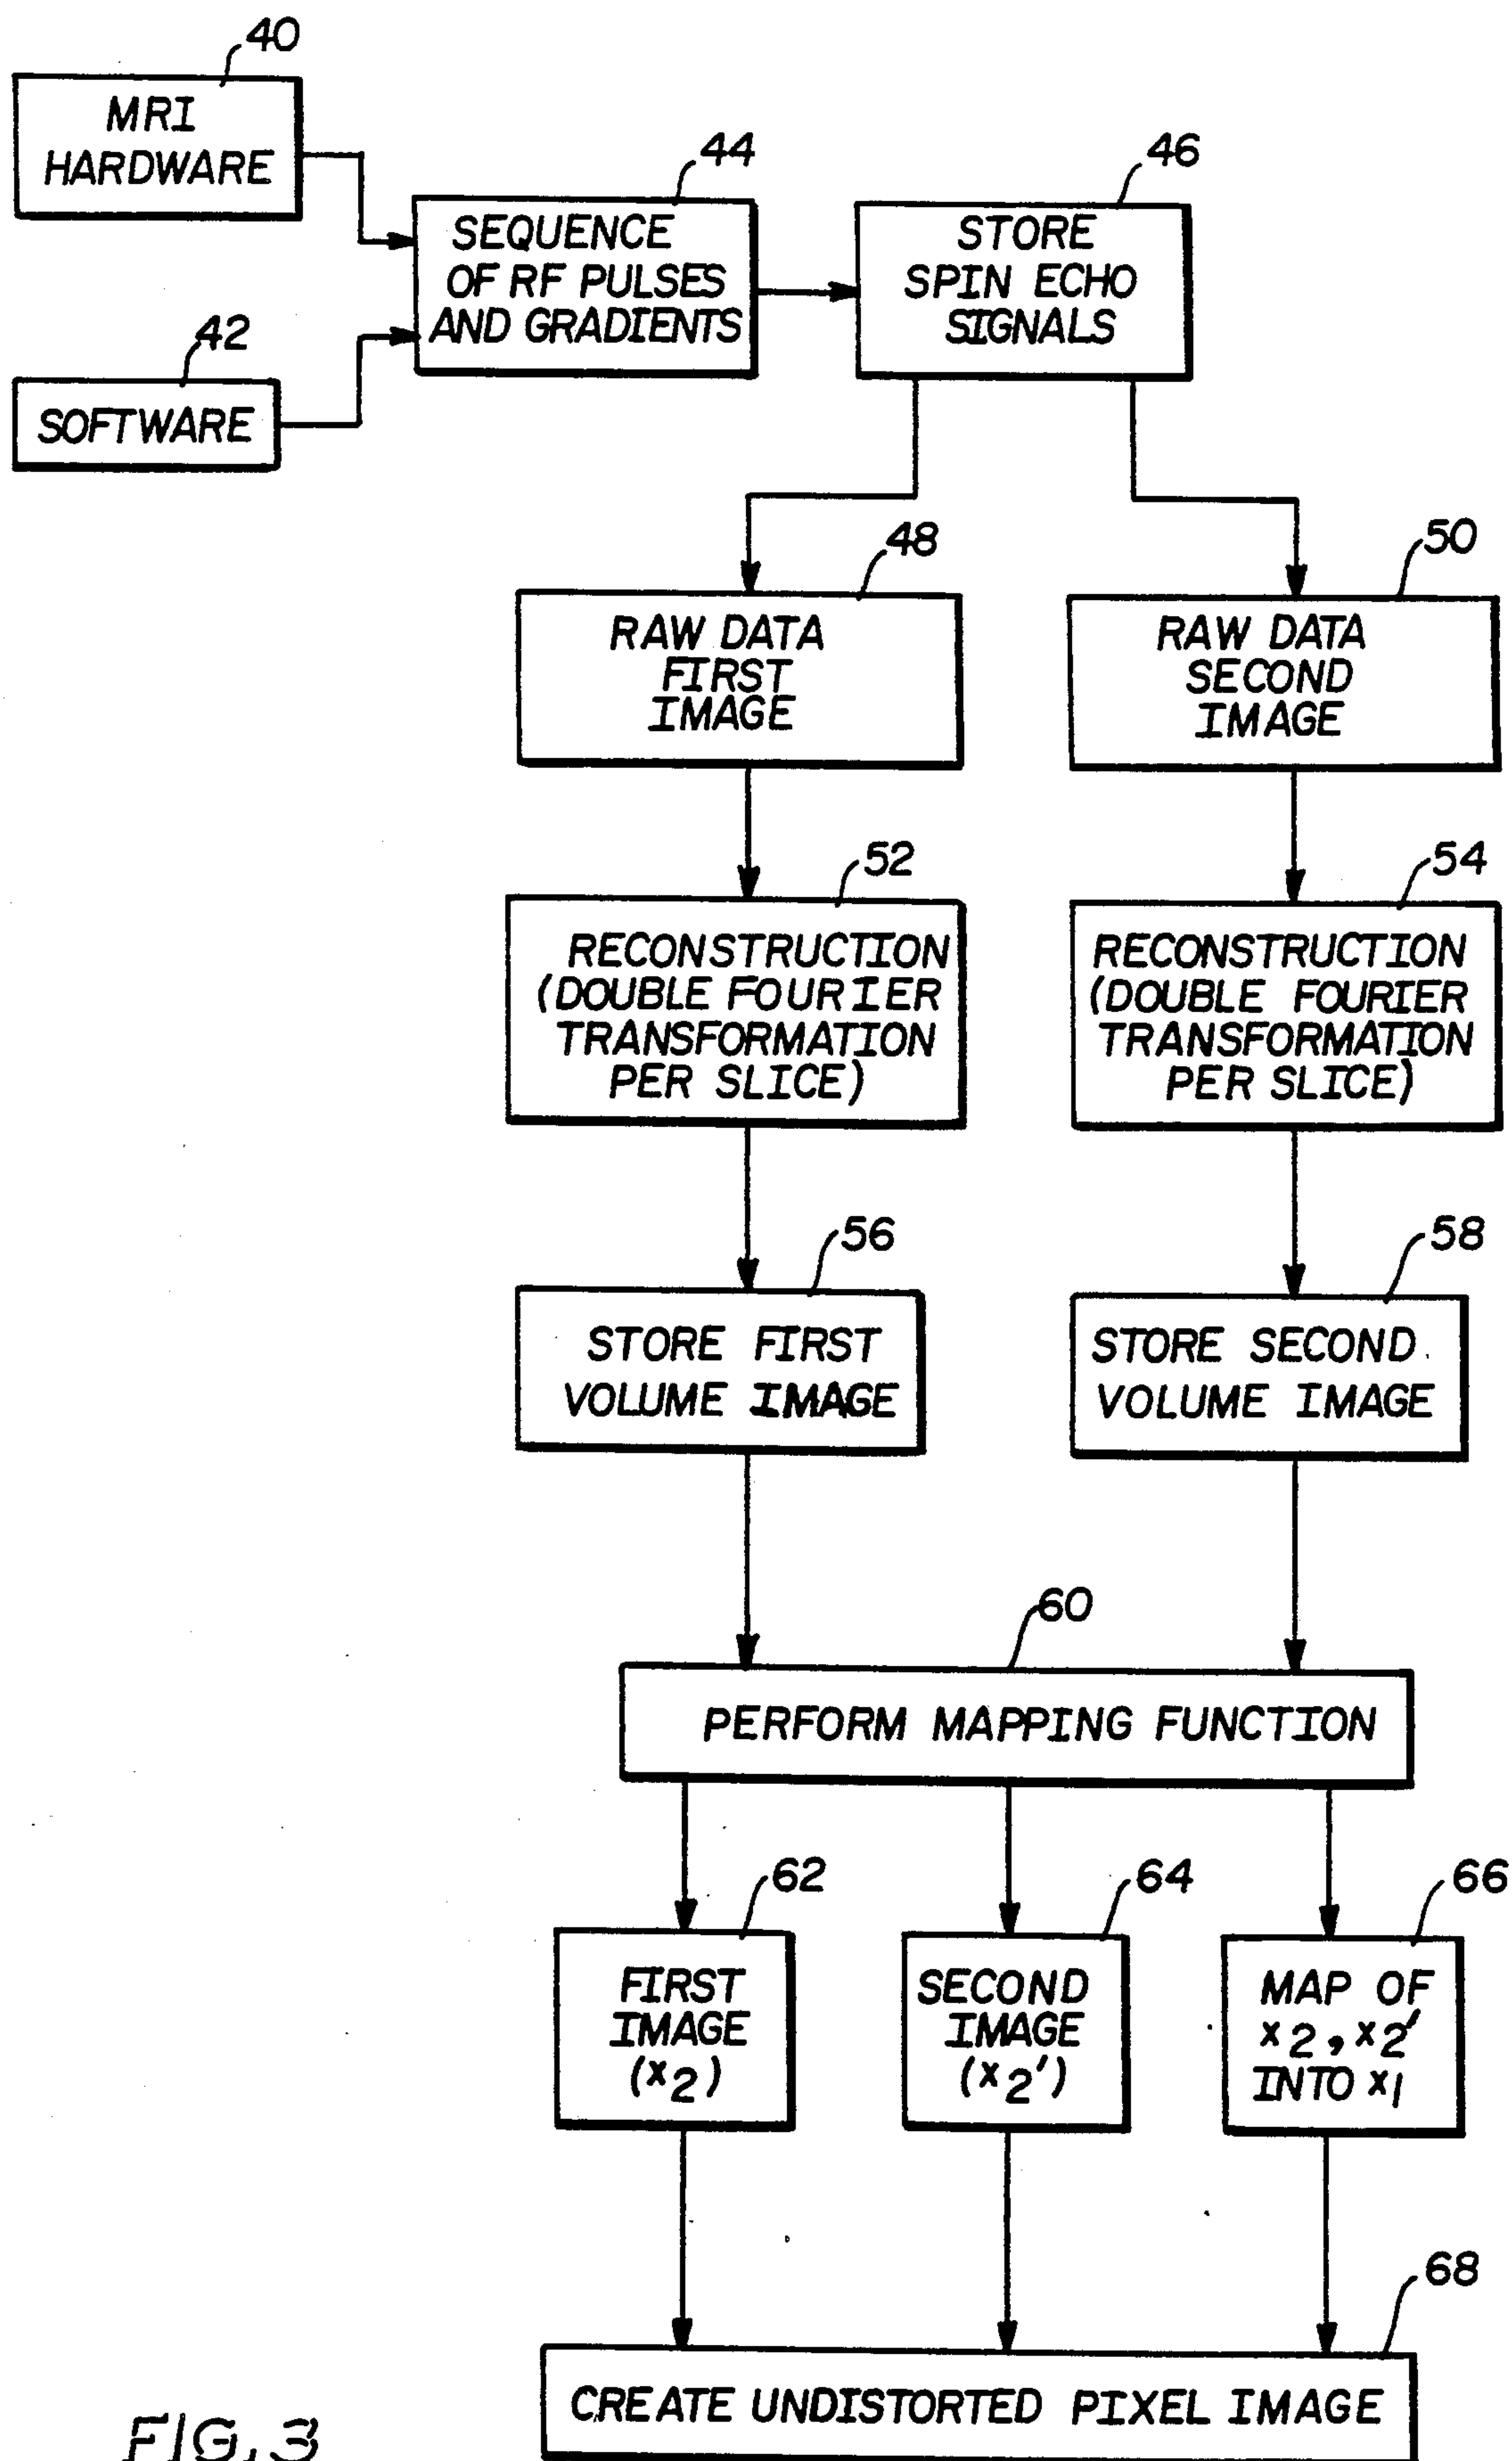 40
MRI
HARDWARE
44
SEQUENCE
OF RF PULSES
AND GRADIENTS
46
STORE
SPIN ECHO
SIGNALS
42
SOFTWARE
48
RAW DATA
FIRST
IMAGE
50
RAW DATA
SECOND
IMAGE
52
RECONSTRUCTION
(DOUBLE FOURIER
TRANSFORMATION
PER SLICE)
54
RECONSTRUCTION
(DOUBLE FOURIER
TRANSFORMATION
PER SLICE)
56
STORE FIRST
VOLUME IMAGE
58
STORE SECOND
VOLUME IMAGE
60
PERFORM MAPPING FUNCTION
62
FIRST
IMAGE
(x2)
64
SECOND
IMAGE
(x2')
66
MAP OF
x2, x2'
INTO x1
68
CREATE UNDISTORTED PIXEL IMAGE
FIG. 3